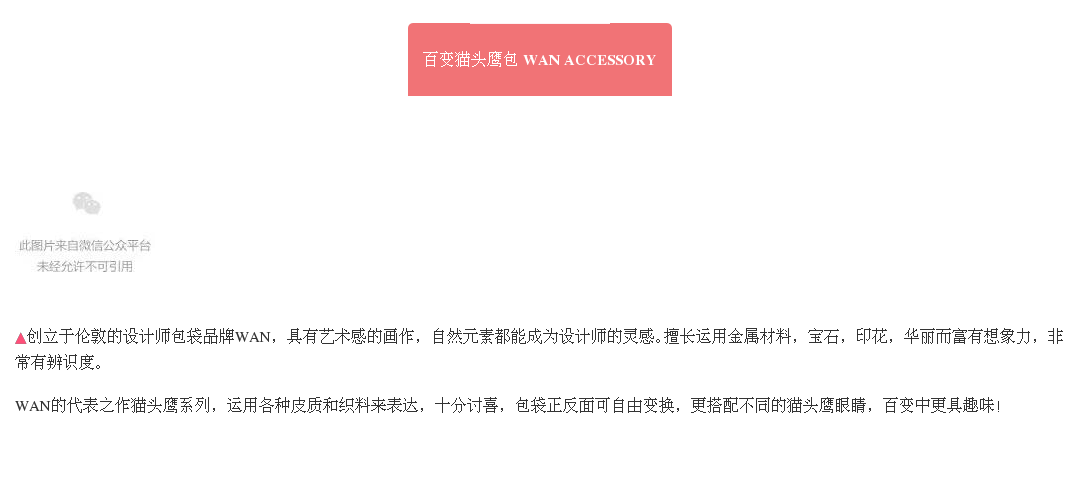 百变猫头鹰包 WAN ACCESSORY
此图片来自微信公众平台
未经允许不可引用
▲创立于伦敦的设计师包袋品牌WAN，具有艺术感的画作，自然元素都能成为设计师的灵感。擅长运用金属材料，宝石，印花，华丽而富有想象力，非
常有辨识度。
WAN的代表之作猫头鹰系列，运用各种皮质和织料来表达，十分讨喜，包袋正反面可自由变换，更搭配不同的猫头鹰眼睛，百变中更具趣味!